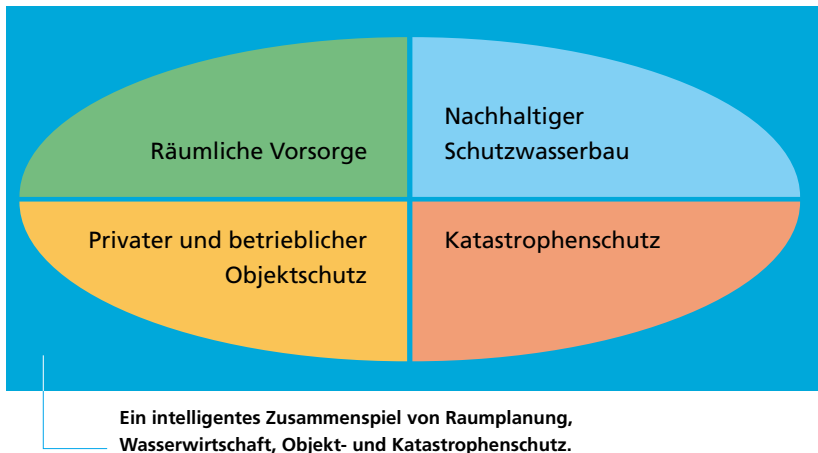 Räumliche Vorsorge
Nachhaltiger
Schutzwasserbau
Privater und betrieblicher
Objektschutz
Katastrophenschutz
Ein intelligentes Zusammenspiel von Raumplanung,
Wasserwirtschaft, Objekt- und Katastrophenschutz.